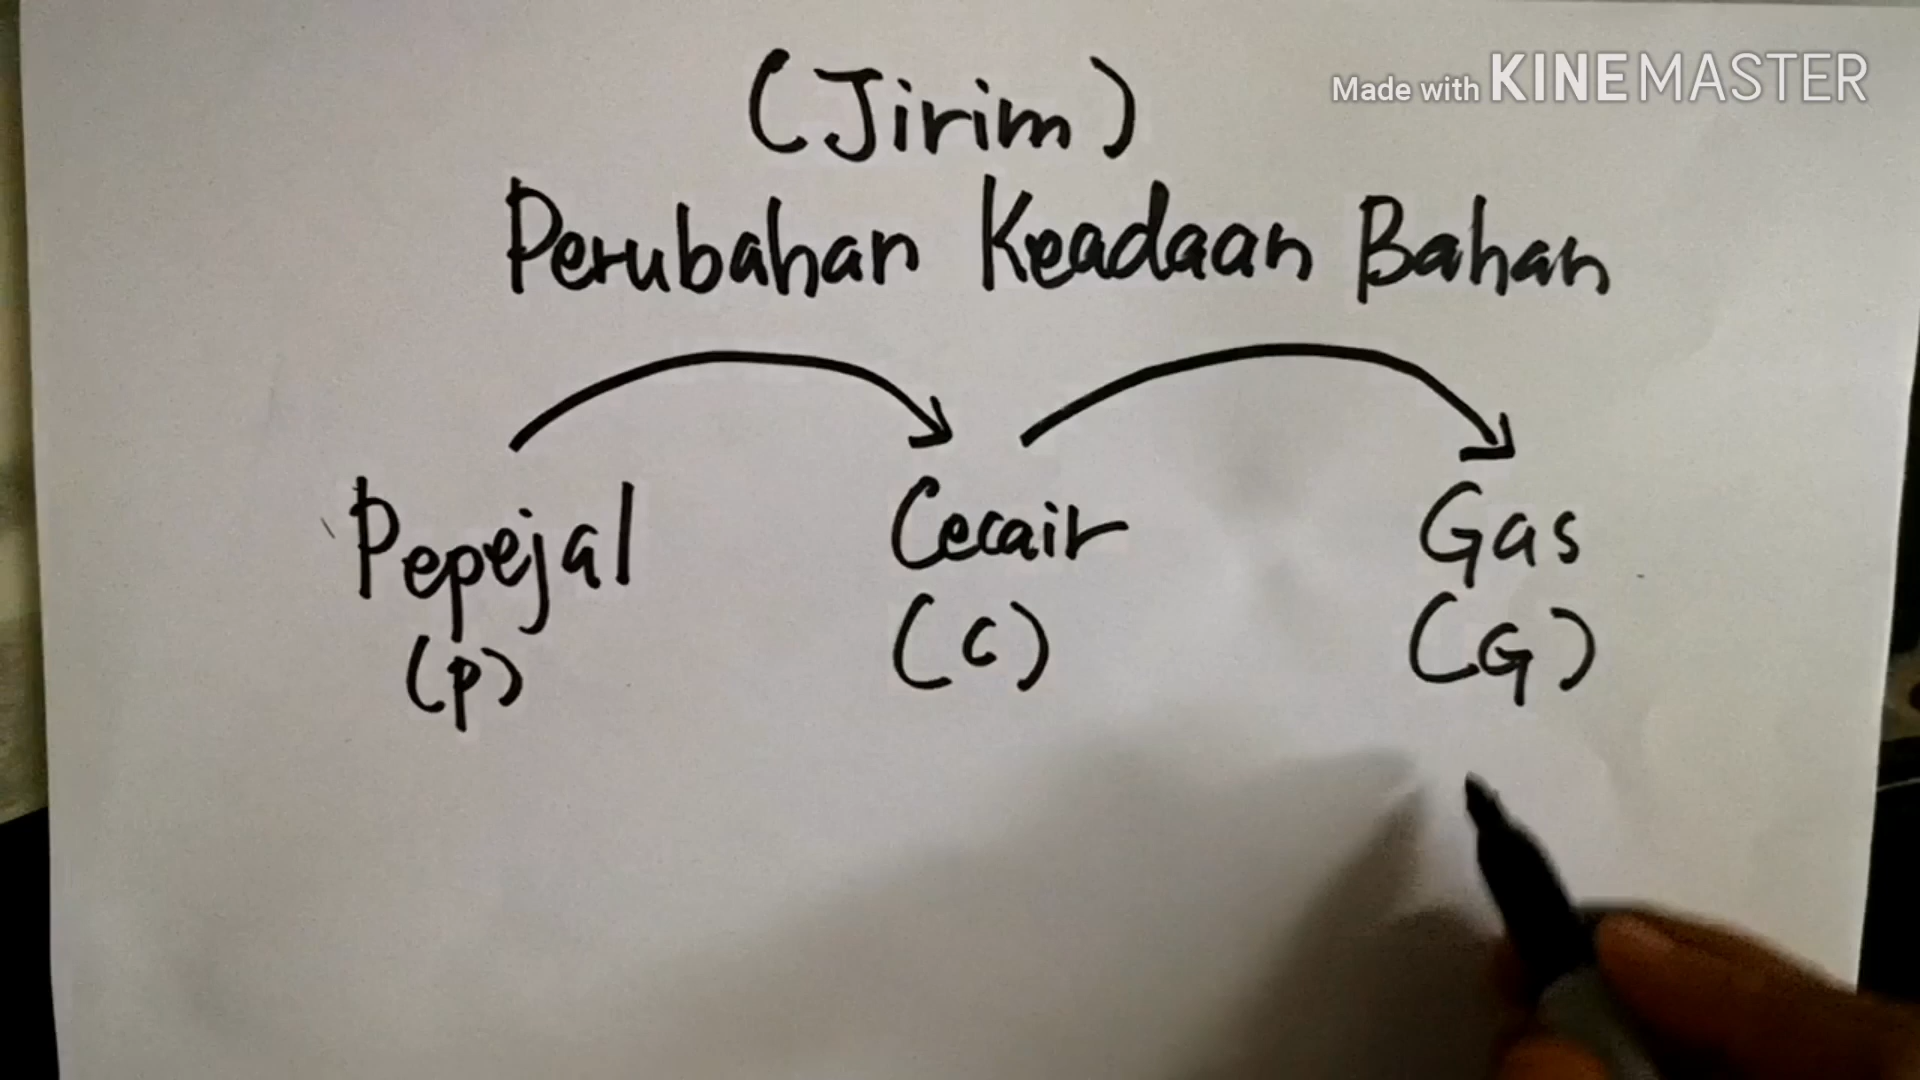 (Jirim)
Made with KINEMASTER
Perubahan Keadaan Bahan
Pepejal Cecair Gas
(P) (C) (G)